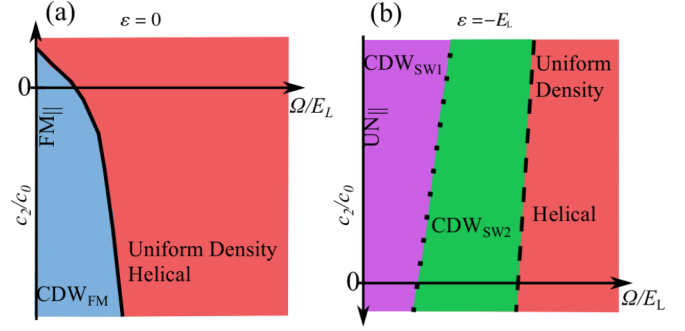 (a)
ε = 0
0
Ω/E_L
FM||
c₂/c₀
Uniform Density
Helical
CDW_FM
(b)
ε = -E_L
CDW_SW1
Uniform
Density
UN||
c₂/c₀
Helical
CDW_SW2
0
Ω/E_L